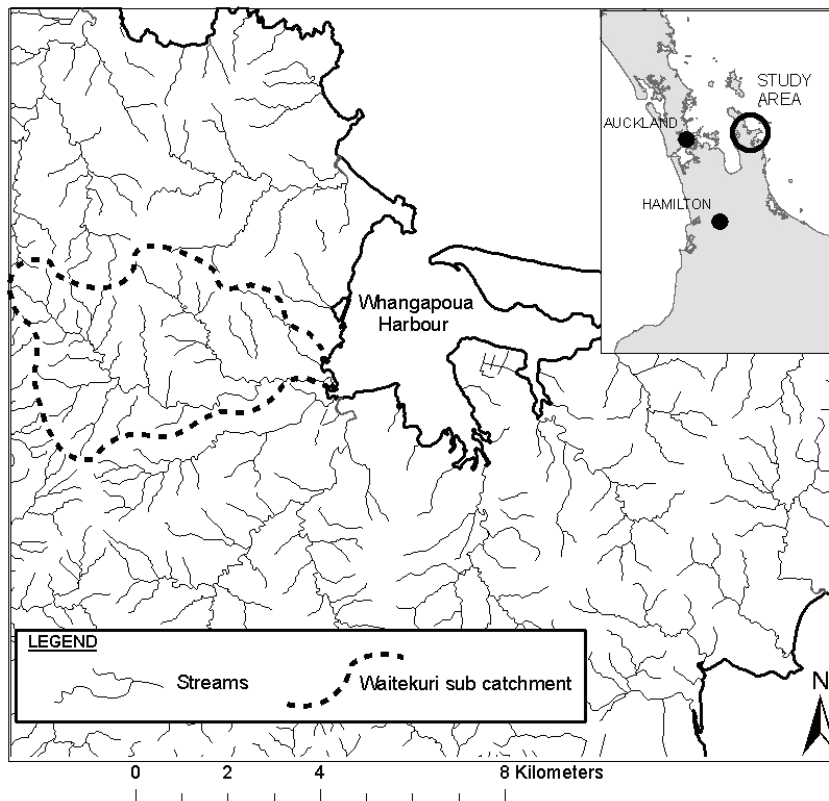 STUDY
AREA
AUCKLAND
HAMILTON
Whangapoua
Harbour
LEGEND
Streams
Waitekuri sub catchment
N
0 2 4 8 Kilometers